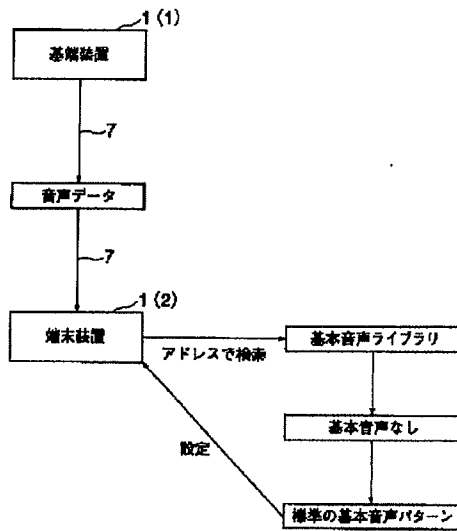 1(1)
基端装置
7
音声データ
7
1(2)
端末装置
アドレスで検索
基本音声ライブラリ
基本音声なし
設定
標準の基本音声パターン